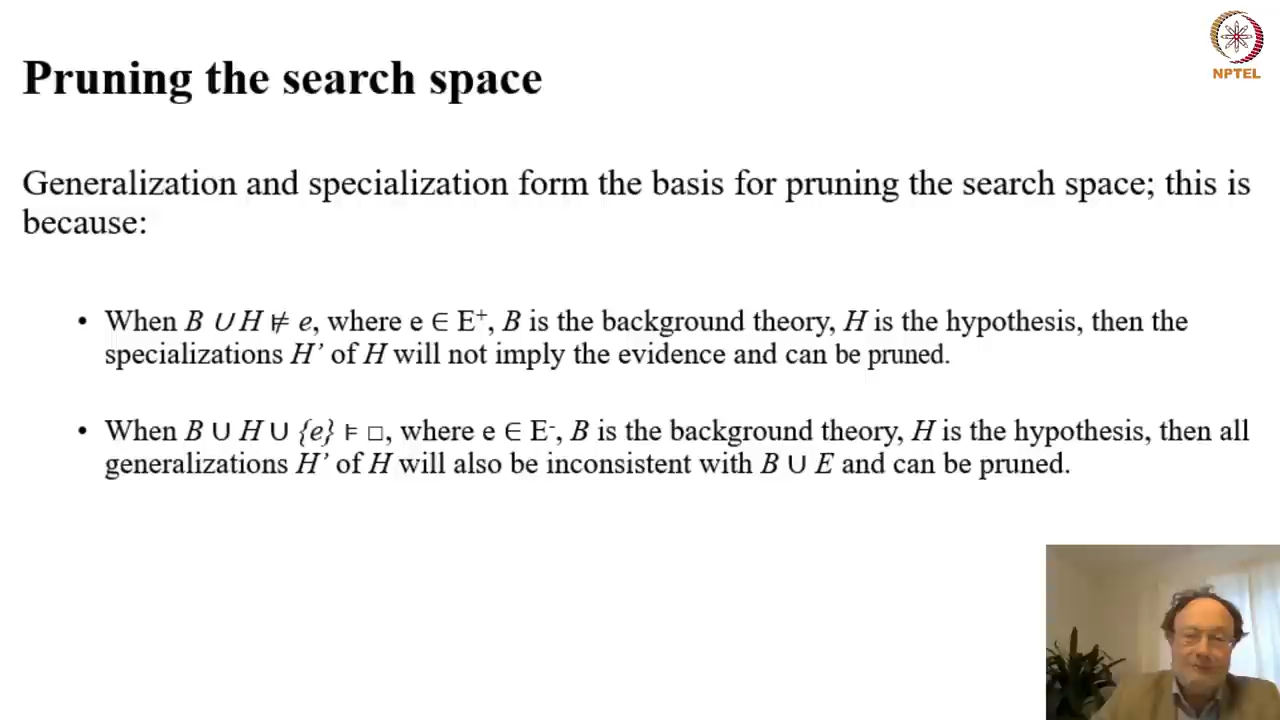 NPTEL
Pruning the search space
Generalization and specialization form the basis for pruning the search space; this is
because:
• When B ∪ H ⊭ e, where e ∈ E⁺, B is the background theory, H is the hypothesis, then the
specializations H’ of H will not imply the evidence and can be pruned.
• When B ∪ H ∪ {e} ⊨ □, where e ∈ E⁻, B is the background theory, H is the hypothesis, then all
generalizations H’ of H will also be inconsistent with B ∪ E and can be pruned.